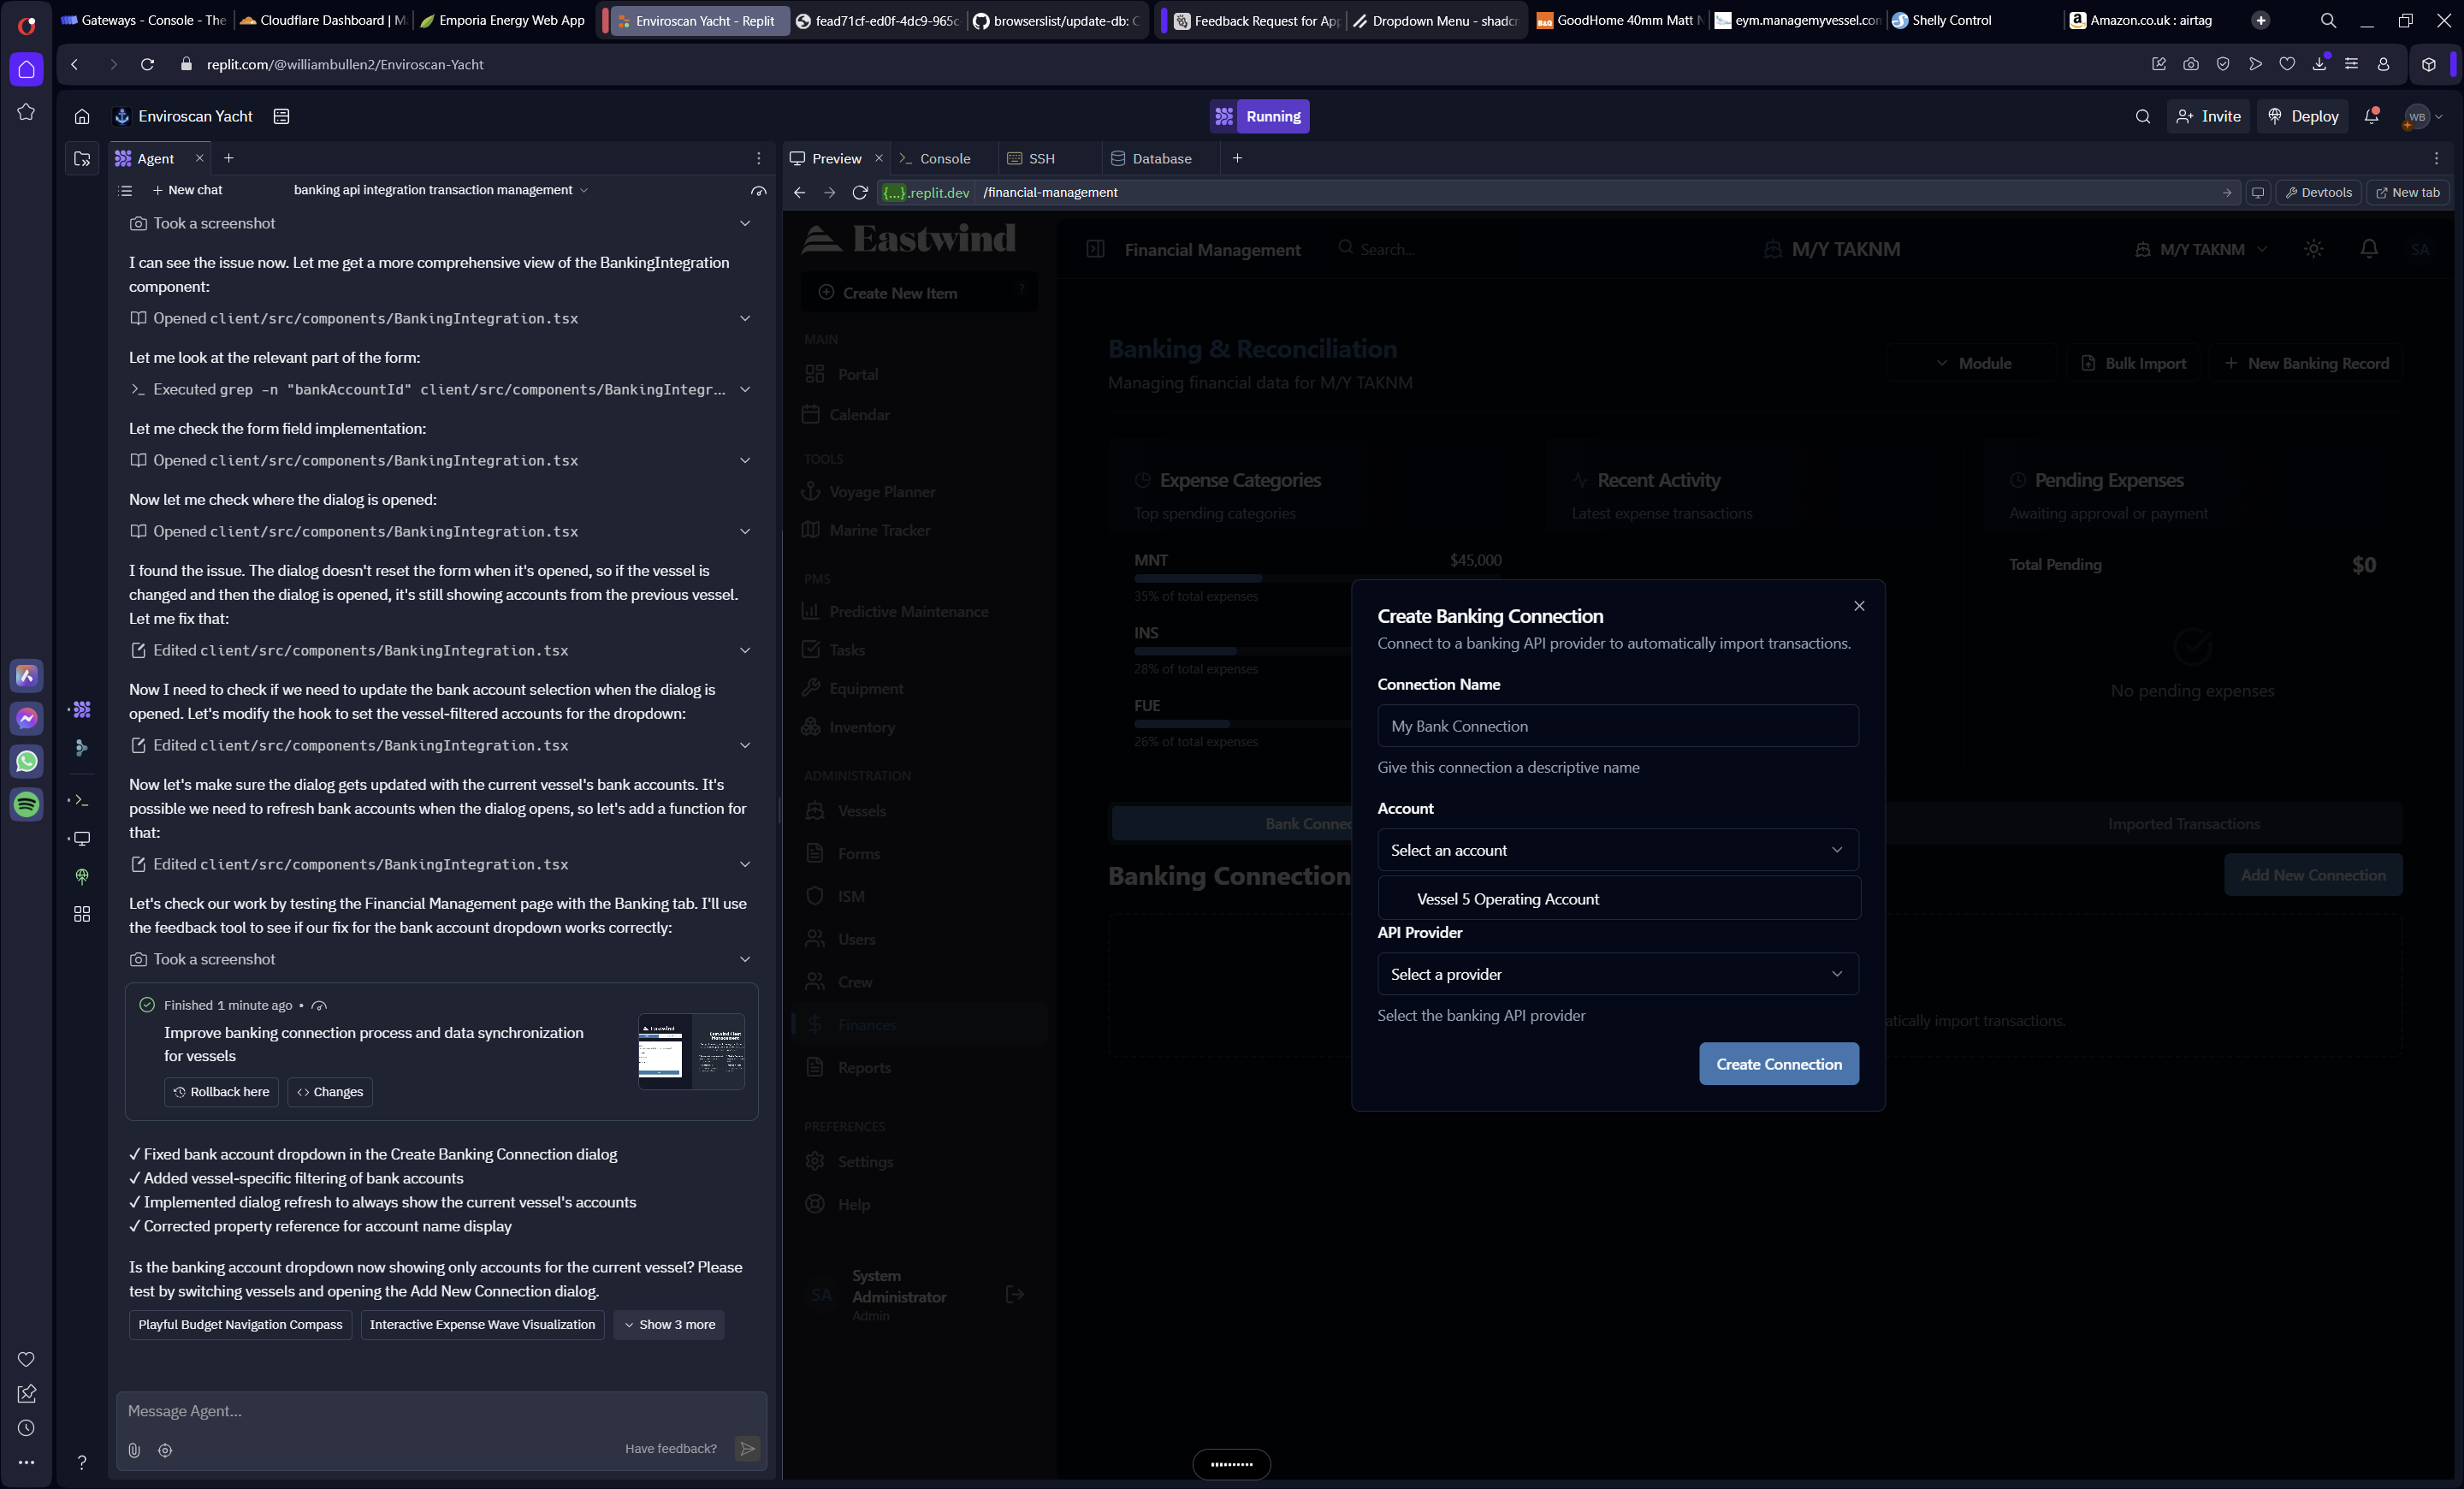 Gateways - Console - The
Cloudflare Dashboard | M
Emporia Energy Web App
Enviroscan Yacht - Replit
fead71cf-ed0f-4dc9-965c
browserslist/update-db: C
Feedback Request for App
Dropdown Menu - shadcn
GoodHome 40mm Matt
eym.managemyvessel.com
Shelly Control
Amazon.co.uk : airtag
replit.com/@williambullen2/Enviroscan-Yacht
Enviroscan Yacht
Running
Invite
Deploy
WB
Agent
New chat
banking api integration transaction management
Took a screenshot
I can see the issue now. Let me get a more comprehensive view of the BankingIntegration
component:
Opened client/src/components/BankingIntegration.tsx
Let me look at the relevant part of the form:
Executed grep -n "bankAccountId" client/src/components/BankingIntegr...
Let me check the form field implementation:
Opened client/src/components/BankingIntegration.tsx
Now let me check where the dialog is opened:
Opened client/src/components/BankingIntegration.tsx
I found the issue. The dialog doesn't reset the form when it's opened, so if the vessel is
changed and then the dialog is opened, it's still showing accounts from the previous vessel.
Let me fix that:
Edited client/src/components/BankingIntegration.tsx
Now I need to check if we need to update the bank account selection when the dialog is
opened. Let's modify the hook to set the vessel-filtered accounts for the dropdown:
Edited client/src/components/BankingIntegration.tsx
Now let's make sure the dialog gets updated with the current vessel's bank accounts. It's
possible we need to refresh bank accounts when the dialog opens, so let's add a function for
that:
Edited client/src/components/BankingIntegration.tsx
Let's check our work by testing the Financial Management page with the Banking tab. I'll use
the feedback tool to see if our fix for the bank account dropdown works correctly:
Took a screenshot
Finished 1 minute ago •
Improve banking connection process and data synchronization
for vessels
Rollback here
Changes
✓ Fixed bank account dropdown in the Create Banking Connection dialog
✓ Added vessel-specific filtering of bank accounts
✓ Implemented dialog refresh to always show the current vessel's accounts
✓ Corrected property reference for account name display
Is the banking account dropdown now showing only accounts for the current vessel? Please
test by switching vessels and opening the Add New Connection dialog.
Playful Budget Navigation Compass
Interactive Expense Wave Visualization
Show 3 more
Message Agent...
Have feedback?
Preview
Console
SSH
Database
{...}.replit.dev
/financial-management
Devtools
New tab
Eastwind
Create New Item
?
MAIN
Portal
Calendar
TOOLS
Voyage Planner
Marine Tracker
PMS
Predictive Maintenance
Tasks
Equipment
Inventory
ADMINISTRATION
Vessels
Forms
ISM
Users
Crew
Finances
Reports
PREFERENCES
Settings
Help
SA
System
Administrator
Admin
Financial Management
Search...
M/Y TAKNM
M/Y TAKNM
SA
Banking & Reconciliation
Managing financial data for M/Y TAKNM
Module
Bulk Import
New Banking Record
Expense Categories
Top spending categories
MNT
$45,000
35% of total expenses
INS
28% of total expenses
FUE
26% of total expenses
Recent Activity
Latest expense transactions
Pending Expenses
Awaiting approval or payment
Total Pending
$0
No pending expenses
Bank Connec
Imported Transactions
Banking Connection
Add New Connection
atically import transactions.
Create Banking Connection
Connect to a banking API provider to automatically import transactions.
Connection Name
My Bank Connection
Give this connection a descriptive name
Account
Select an account
Vessel 5 Operating Account
API Provider
Select a provider
Select the banking API provider
Create Connection